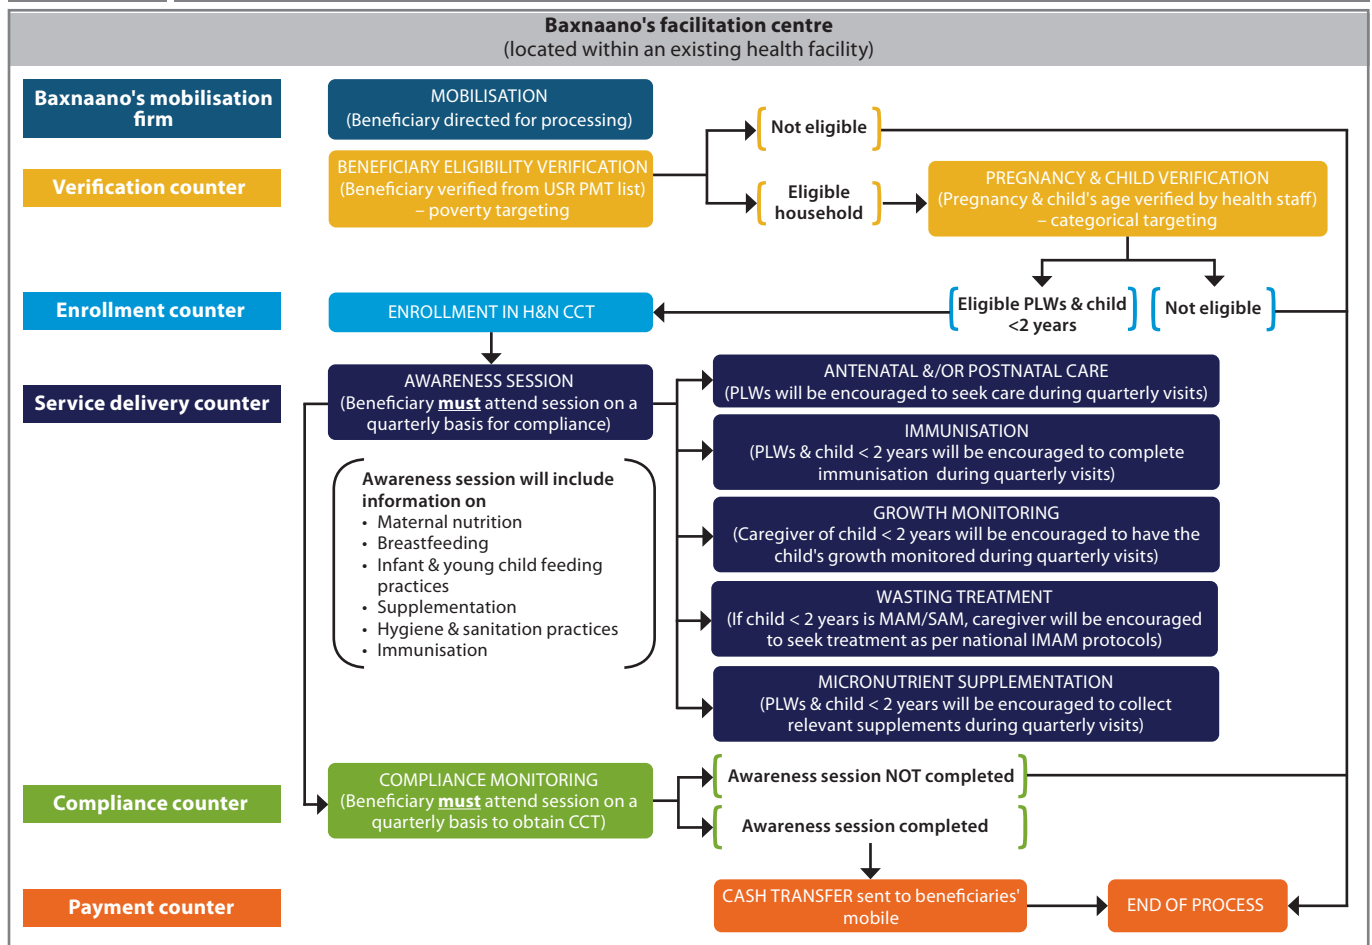 Baxnaano's facilitation centre
(located within an existing health facility)
Baxnaano's mobilisation
firm
MOBILISATION
(Beneficiary directed for processing)
Not eligible
Verification counter
BENEFICIARY ELIGIBILITY VERIFICATION
(Beneficiary verified from USR PMT list)
– poverty targeting
Eligible
household
PREGNANCY & CHILD VERIFICATION
(Pregnancy & child's age verified by health staff)
– categorical targeting
Enrollment counter
ENROLLMENT IN H&N CCT
Eligible PLWs & child
<2 years
Not eligible
Service delivery counter
AWARENESS SESSION
(Beneficiary must attend session on a
quarterly basis for compliance)
Awareness session will include
information on
• Maternal nutrition
• Breastfeeding
• Infant & young child feeding
practices
• Supplementation
• Hygiene & sanitation practices
• Immunisation
ANTENATAL &/OR POSTNATAL CARE
(PLWs will be encouraged to seek care during quarterly visits)
IMMUNISATION
(PLWs & child < 2 years will be encouraged to complete
immunisation during quarterly visits)
GROWTH MONITORING
(Caregiver of child < 2 years will be encouraged to have the
child's growth monitored during quarterly visits)
WASTING TREATMENT
(If child < 2 years is MAM/SAM, caregiver will be encouraged
to seek treatment as per national IMAM protocols)
MICRONUTRIENT SUPPLEMENTATION
(PLWs & child < 2 years will be encouraged to collect
relevant supplements during quarterly visits)
Compliance counter
COMPLIANCE MONITORING
(Beneficiary must attend session on a
quarterly basis to obtain CCT)
Awareness session NOT completed
Awareness session completed
Payment counter
CASH TRANSFER sent to beneficiaries'
mobile
END OF PROCESS